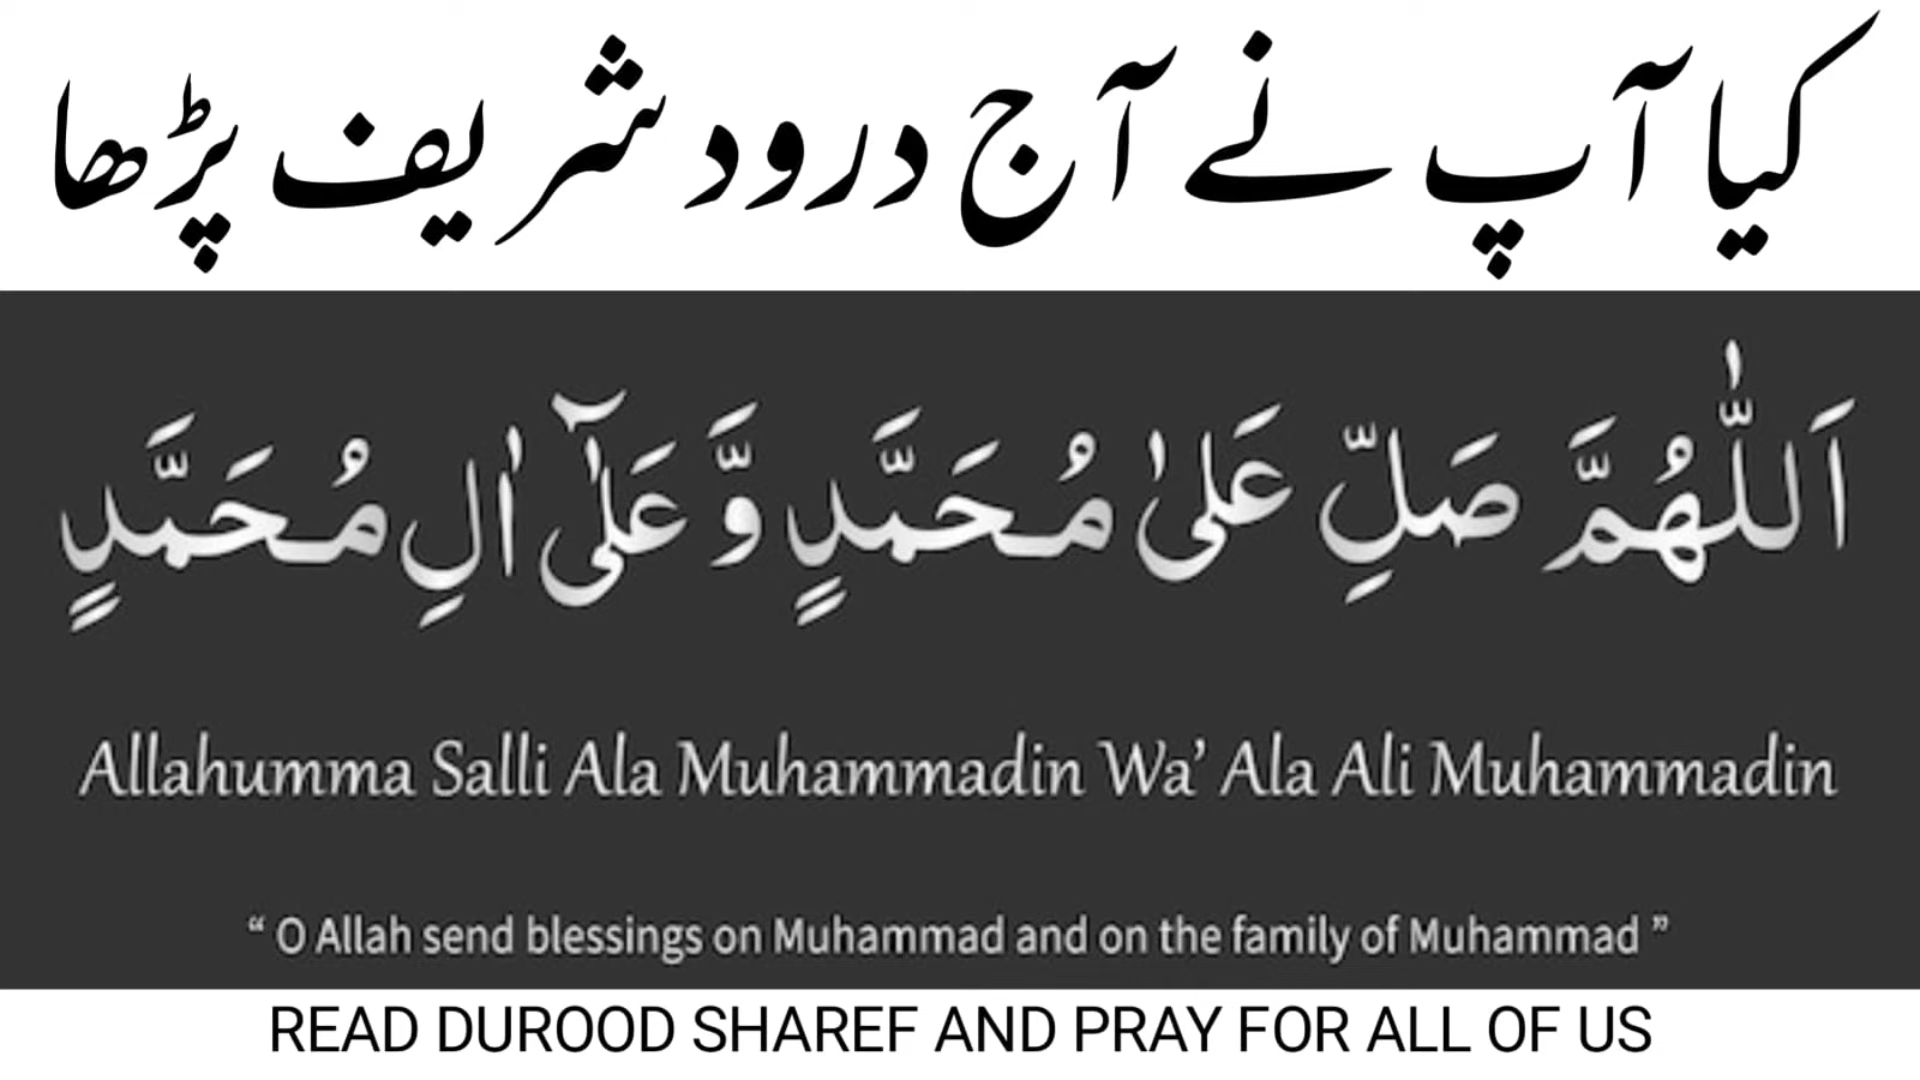 کیا آپ نے آج درود شریف پڑھا
اَللّٰهُمَّ صَلِّ عَلٰى مُحَمَّدٍ وَّ عَلٰٓى اٰلِ مُحَمَّدٍ
Allahumma Salli Ala Muhammadin Wa’ Ala Ali Muhammadin
“ O Allah send blessings on Muhammad and on the family of Muhammad ”
READ DUROOD SHAREF AND PRAY FOR ALL OF US